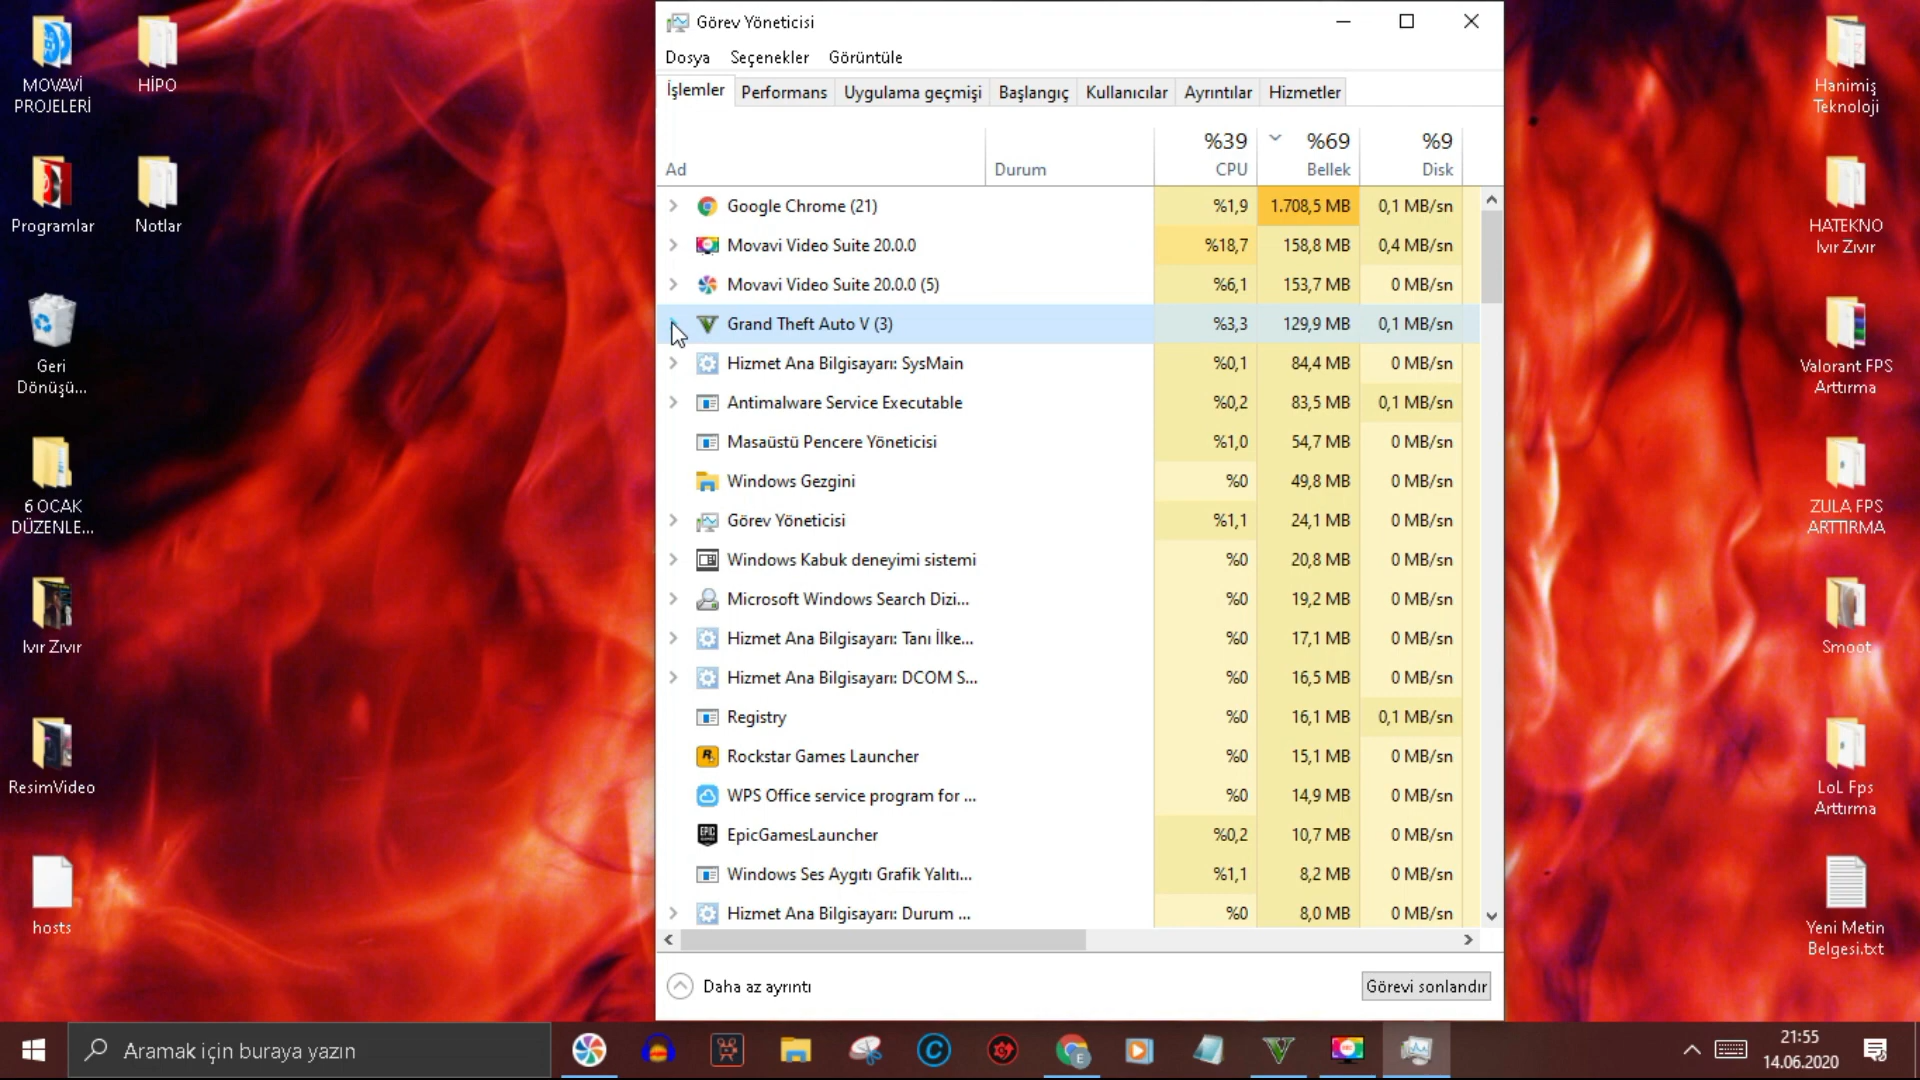 MOVAVİ
PROJELERİ
HİPO
Programlar
Notlar
Geri
Dönüşü...
6 OCAK
DÜZENLE...
Ivır Zıvır
ResimVideo
hosts
Görev Yöneticisi
Dosya Seçenekler Görüntüle
İşlemler Performans Uygulama geçmişi Başlangıç Kullanıcılar Ayrıntılar Hizmetler
%39 %69 %9
Ad Durum CPU Bellek Disk
Google Chrome (21) %1,9 1.708,5 MB 0,1 MB/sn
Movavi Video Suite 20.0.0 %18,7 158,8 MB 0,4 MB/sn
Movavi Video Suite 20.0.0 (5) %6,1 153,7 MB 0 MB/sn
Grand Theft Auto V (3) %3,3 129,9 MB 0,1 MB/sn
Hizmet Ana Bilgisayarı: SysMain %0,1 84,4 MB 0 MB/sn
Antimalware Service Executable %0,2 83,5 MB 0,1 MB/sn
Masaüstü Pencere Yöneticisi %1,0 54,7 MB 0 MB/sn
Windows Gezgini %0 49,8 MB 0 MB/sn
Görev Yöneticisi %1,1 24,1 MB 0 MB/sn
Windows Kabuk deneyimi sistemi %0 20,8 MB 0 MB/sn
Microsoft Windows Search Dizi... %0 19,2 MB 0 MB/sn
Hizmet Ana Bilgisayarı: Tanı İlke... %0 17,1 MB 0 MB/sn
Hizmet Ana Bilgisayarı: DCOM S... %0 16,5 MB 0 MB/sn
Registry %0 16,1 MB 0,1 MB/sn
Rockstar Games Launcher %0 15,1 MB 0 MB/sn
WPS Office service program for ... %0 14,9 MB 0 MB/sn
EpicGamesLauncher %0,2 10,7 MB 0 MB/sn
Windows Ses Aygıtı Grafik Yalıtı... %1,1 8,2 MB 0 MB/sn
Hizmet Ana Bilgisayarı: Durum ... %0 8,0 MB 0 MB/sn
Daha az ayrıntı Görevi sonlandır
Hanimiş
Teknoloji
HATEKNO
Ivır Zıvır
Valorant FPS
Arttırma
ZULA FPS
ARTTIRMA
Smoot
LoL Fps
Arttırma
Yeni Metin
Belgesi.txt
Aramak için buraya yazın
21:55
14.06.2020